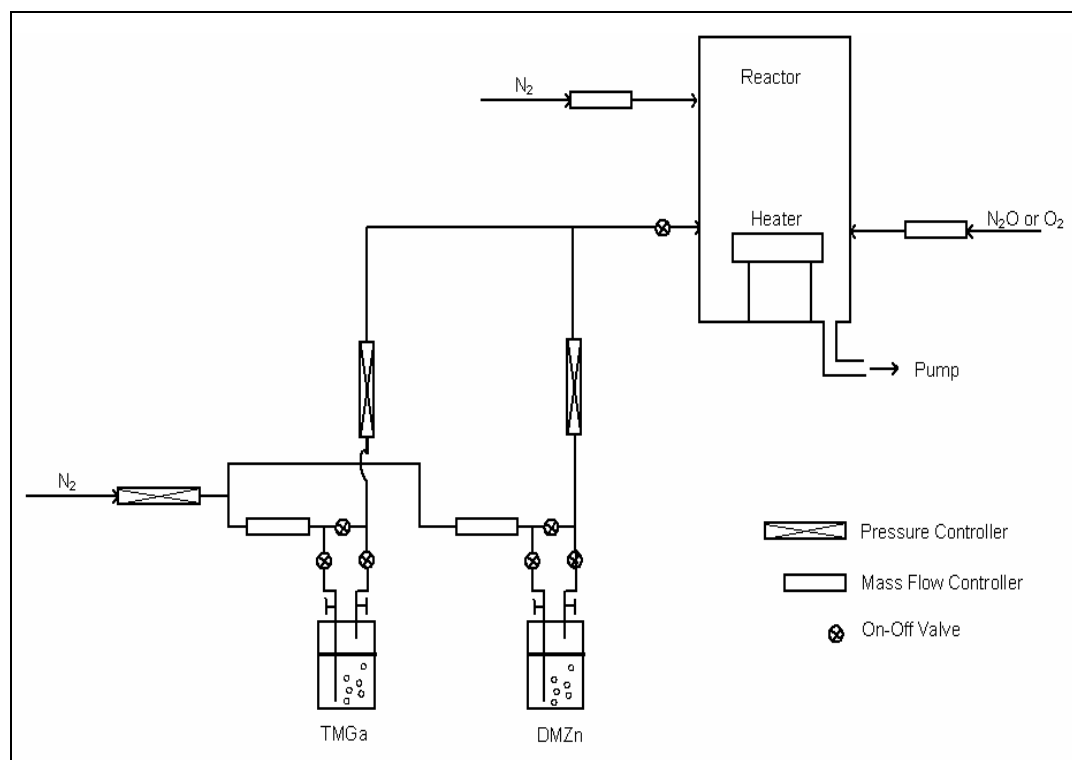 Reactor
N₂
Heater
N₂O or O₂
Pump
N₂
Pressure Controller
Mass Flow Controller
On-Off Valve
TMGa
DMZn